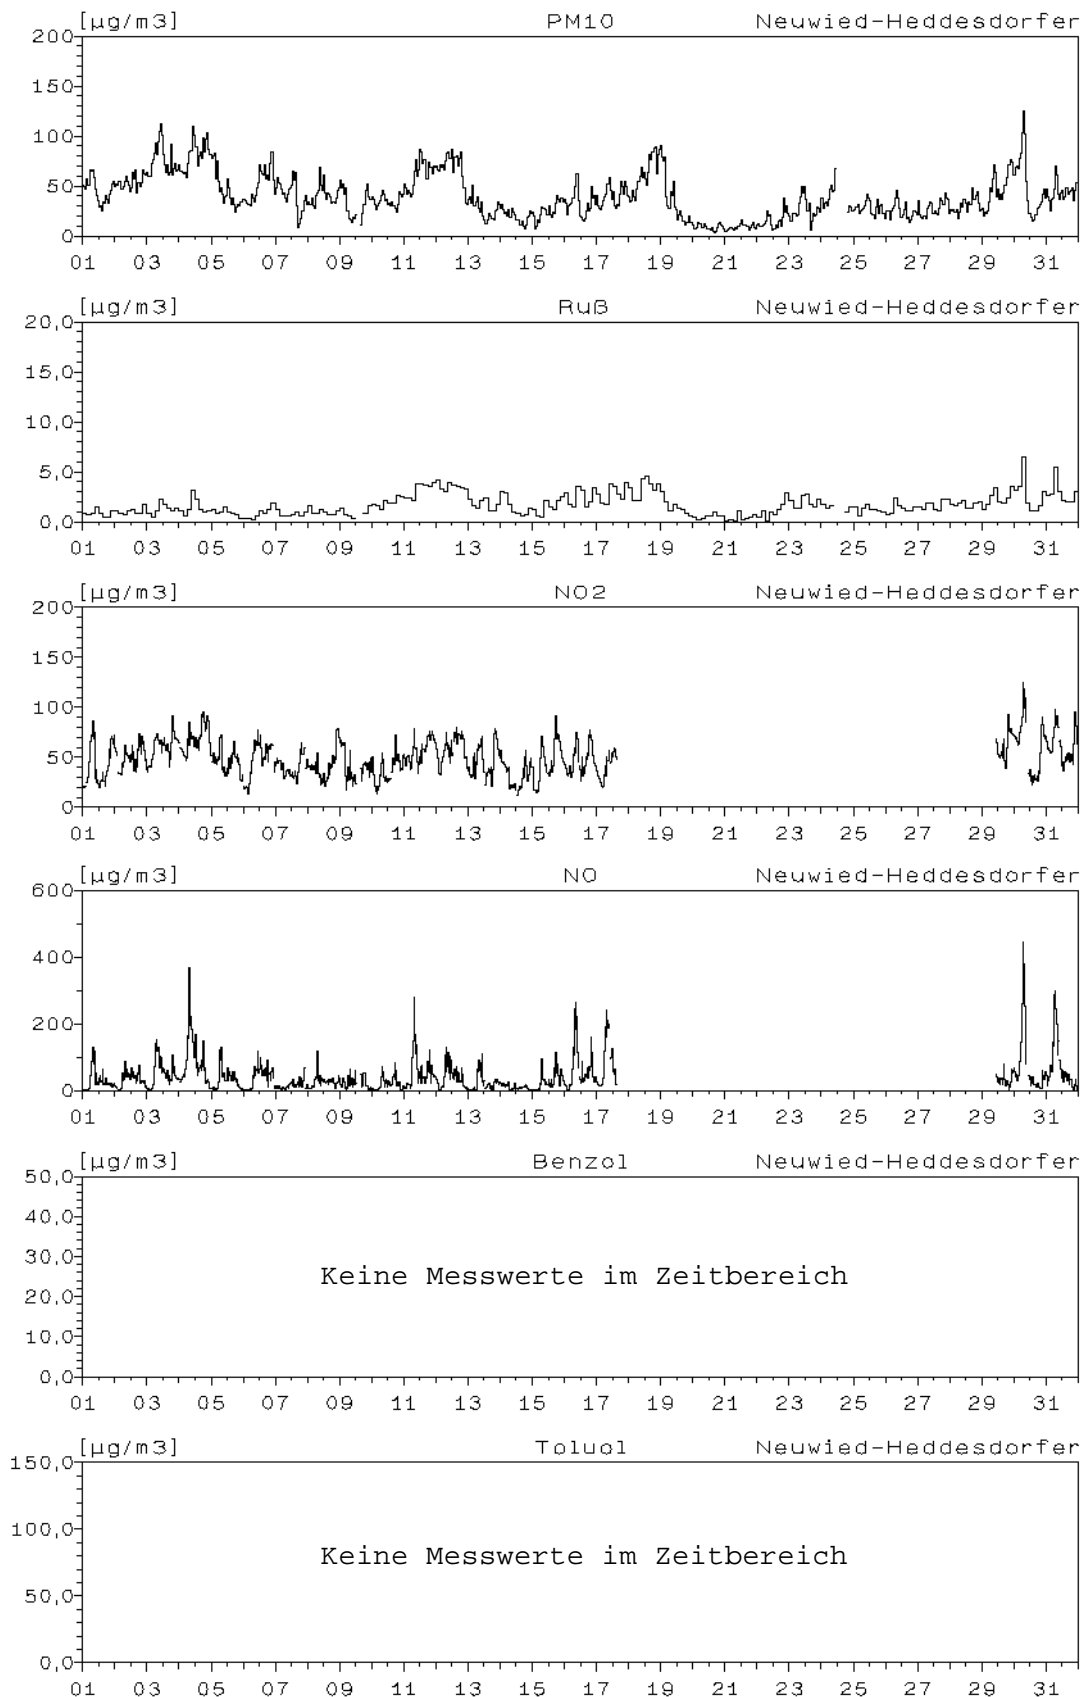 [µg/m3] PM10 Neuwied-Heddesdorfer
200
150
100
50
0
01 03 05 07 09 11 13 15 17 19 21 23 25 27 29 31
[µg/m3] Ruß Neuwied-Heddesdorfer
20,0
15,0
10,0
5,0
0,0
01 03 05 07 09 11 13 15 17 19 21 23 25 27 29 31
[µg/m3] NO2 Neuwied-Heddesdorfer
200
150
100
50
0
01 03 05 07 09 11 13 15 17 19 21 23 25 27 29 31
[µg/m3] NO Neuwied-Heddesdorfer
600
400
200
0
01 03 05 07 09 11 13 15 17 19 21 23 25 27 29 31
[µg/m3] Benzol Neuwied-Heddesdorfer
50,0
40,0
30,0
Keine Messwerte im Zeitbereich
20,0
10,0
0,0
01 03 05 07 09 11 13 15 17 19 21 23 25 27 29 31
[µg/m3] Toluol Neuwied-Heddesdorfer
150,0
100,0
Keine Messwerte im Zeitbereich
50,0
0,0
01 03 05 07 09 11 13 15 17 19 21 23 25 27 29 31